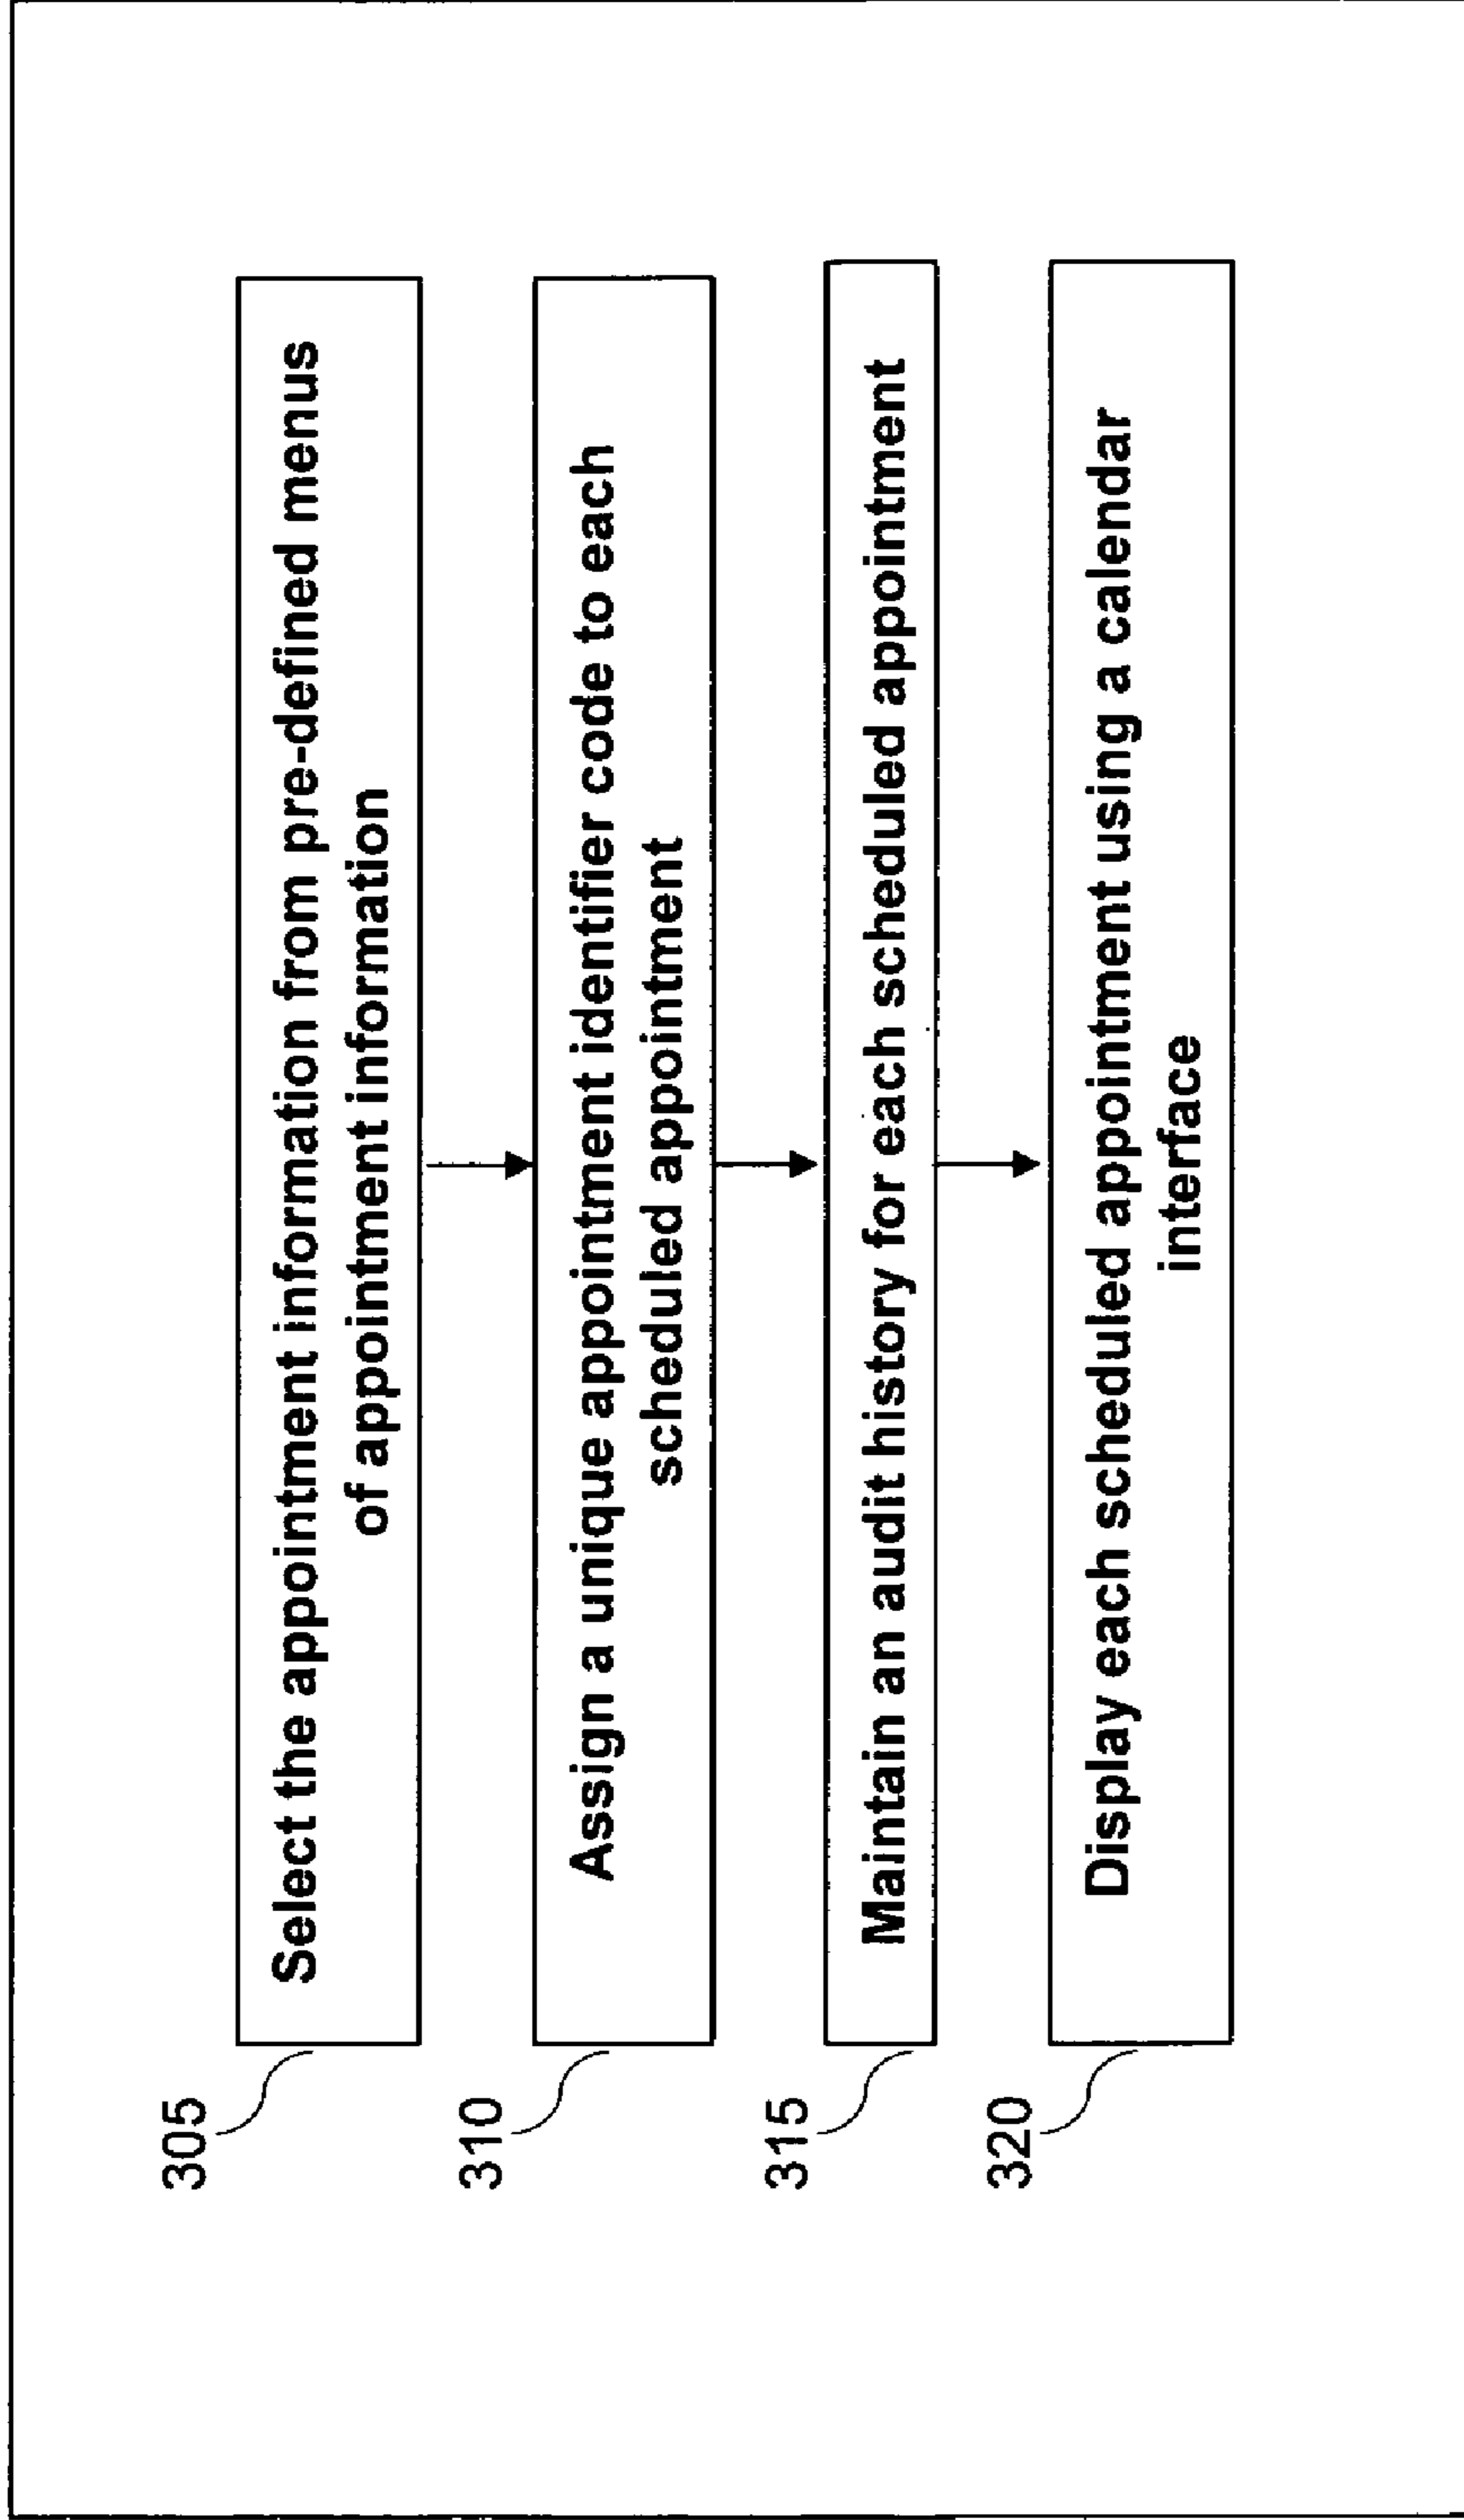 305
Select the appointment information from pre-defined menus
of appointment information
310
Assign a unique appointment identifier code to each
scheduled appointment
315
Maintain an audit history for each scheduled appointment
320
Display each scheduled appointment using a calendar
interface